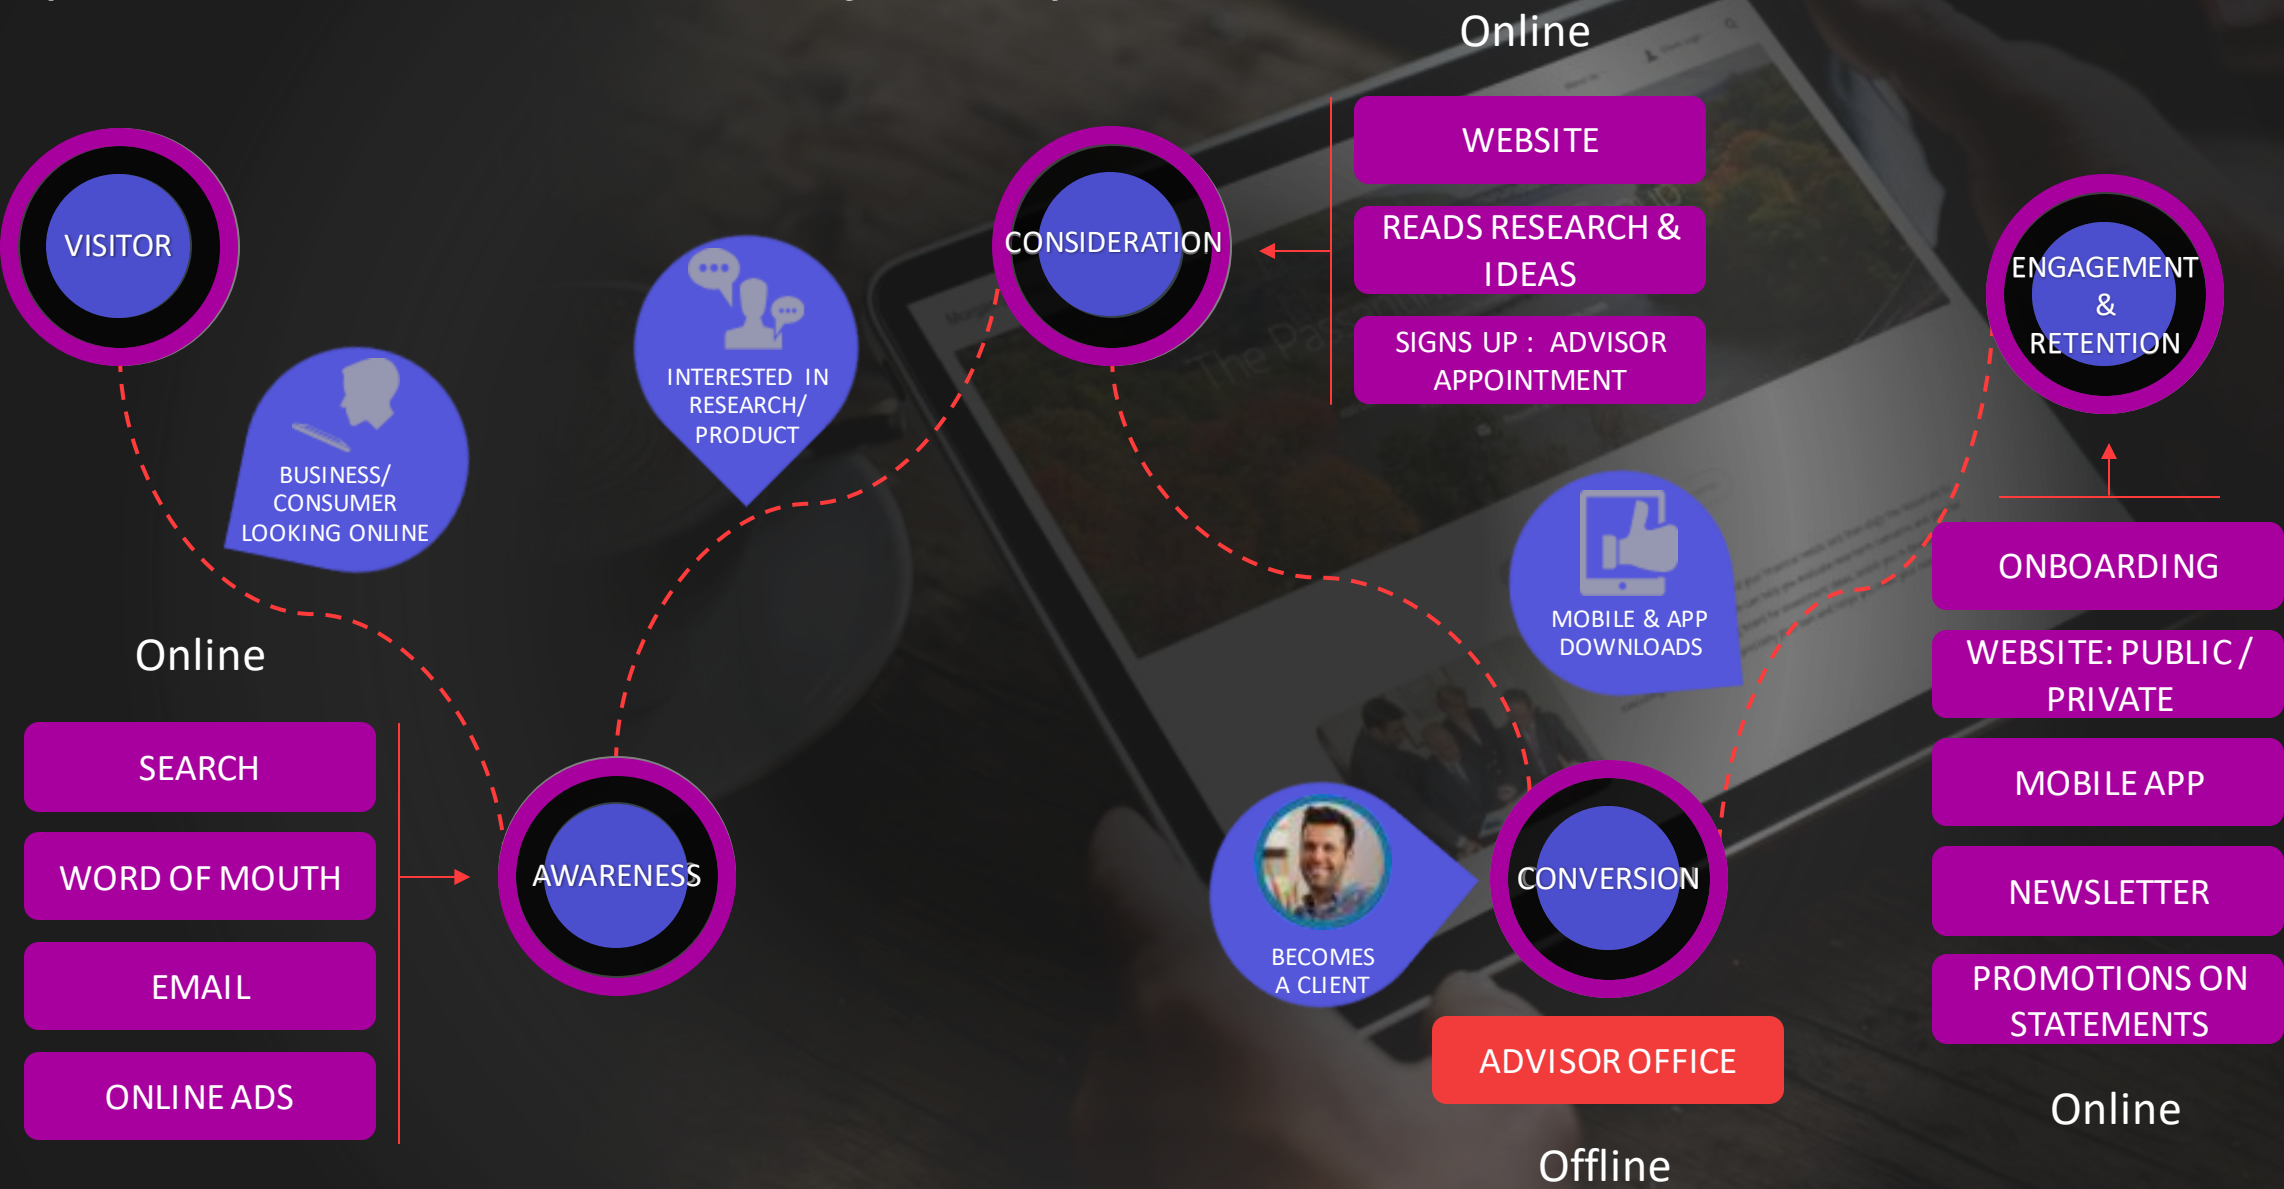 Online
WEBSITE
READS RESEARCH &
IDEAS
SIGNS UP : ADVISOR
APPOINTMENT
VISITOR
BUSINESS/
CONSUMER
LOOKING ONLINE
INTERESTED IN
RESEARCH/
PRODUCT
CONSIDERATION
ENGAGEMENT
&
RETENTION
MOBILE & APP
DOWNLOADS
Online
SEARCH
WORD OF MOUTH
EMAIL
ONLINE ADS
AWARENESS
BECOMES
A CLIENT
CONVERSION
ADVISOR OFFICE
Offline
ONBOARDING
WEBSITE: PUBLIC /
PRIVATE
MOBILE APP
NEWSLETTER
PROMOTIONS ON
STATEMENTS
Online